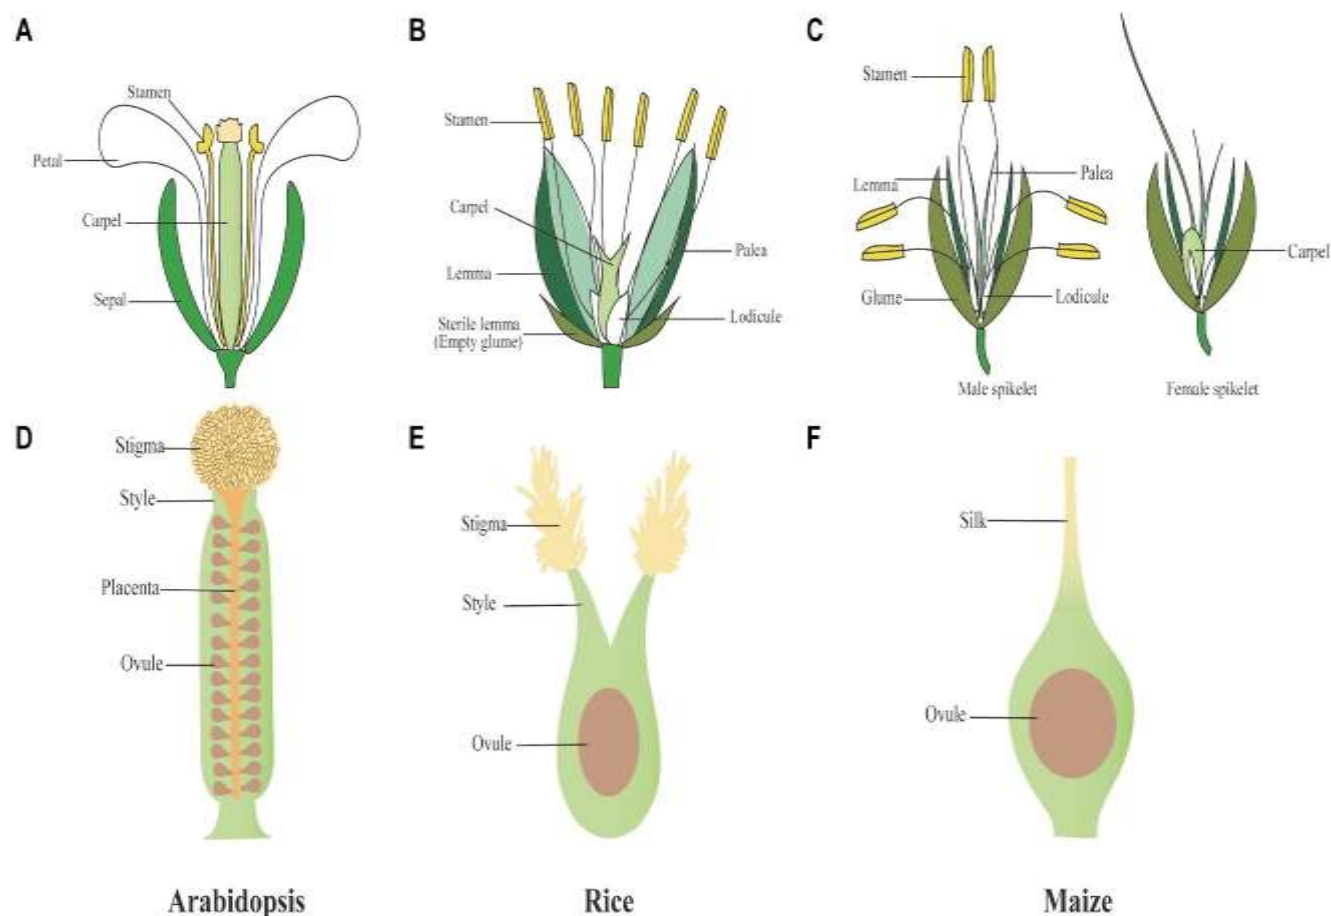 A
Stamen
Petal
Carpel
Sepal
B
Stamen
Carpel
Lemma
Palea
Sterile lemma
(Empty glume)
Lodicule
C
Stamen
Lemma
Palea
Glume
Lodicule
Carpel
Male spikelet
Female spikelet
D
Stigma
Style
Placenta
Ovule
E
Stigma
Style
Ovule
F
Silk
Ovule
Arabidopsis
Rice
Maize